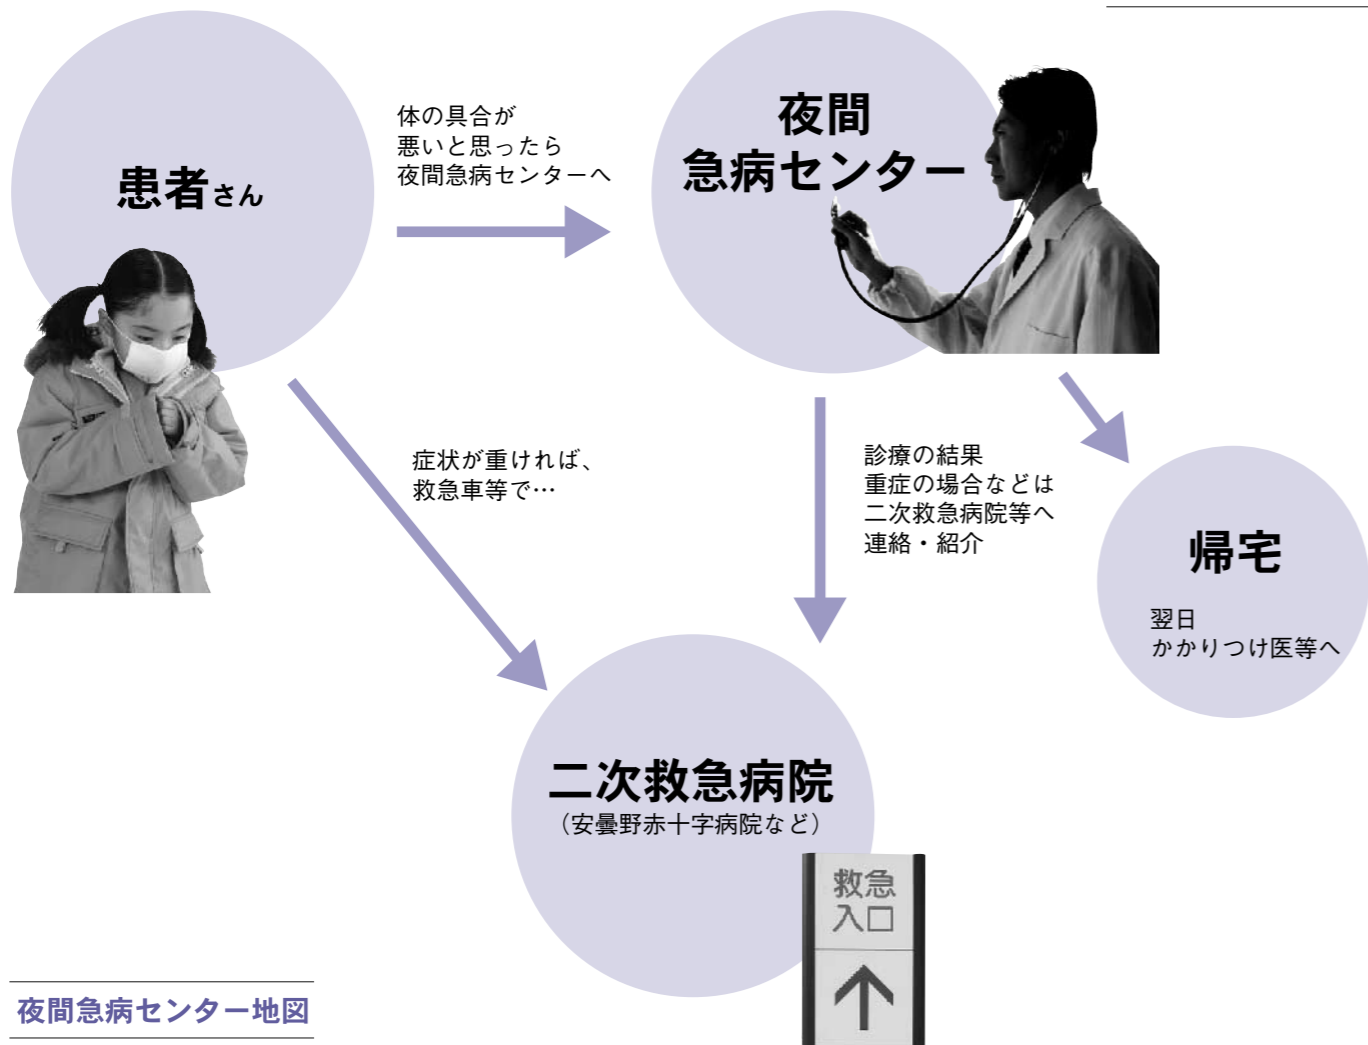 患者さん
体の具合が
悪いと思ったら
夜間急病センターへ
夜間
急病センター
症状が重ければ、
救急車等で…
診療の結果
重症の場合などは
二次救急病院等へ
連絡・紹介
帰宅
翌日
かかりつけ医等へ
二次救急病院
（安曇野赤十字病院など）
救急
入口
夜間急病センター地図